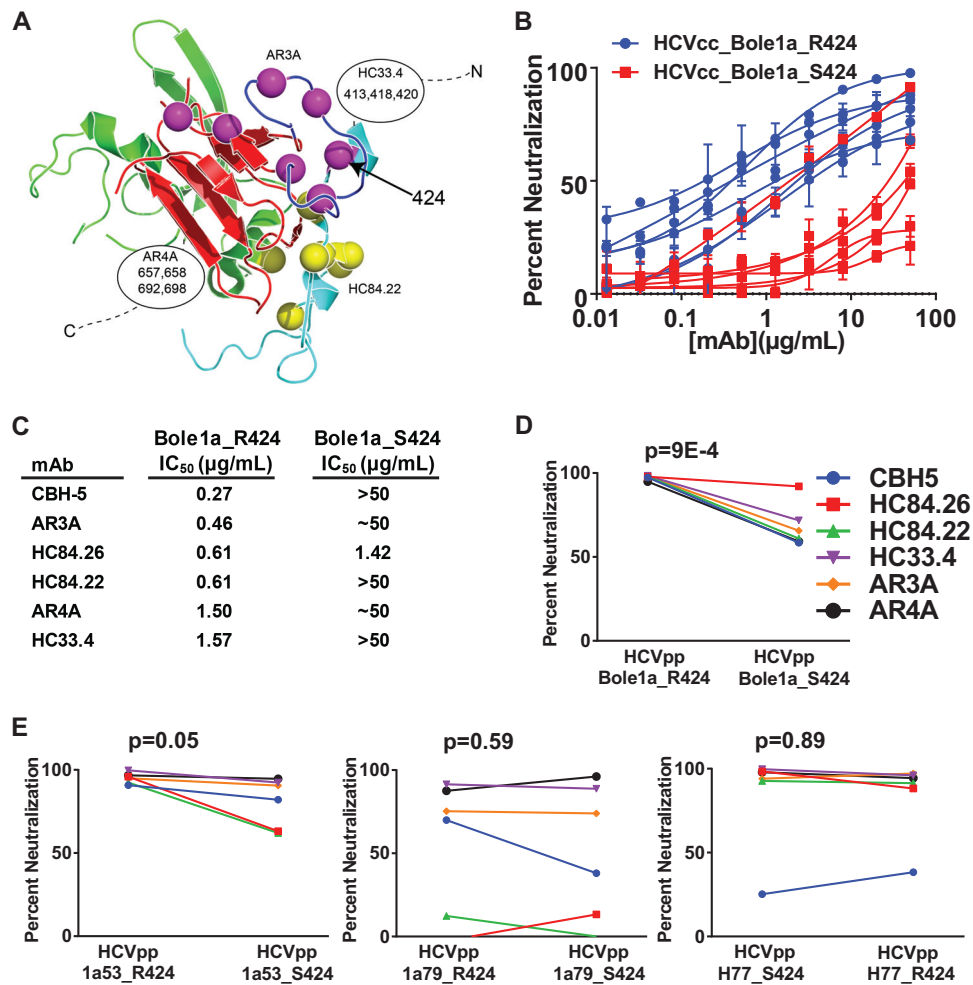 A
AR3A
HC33.4
413,418,420
N
424
AR4A
657,658
692,698
HC84.22
C
B
HCVcc_Bole1a_R424
HCVcc_Bole1a_S424
Percent Neutralization
100
50
0
0.01
0.1
1
10
100
[mAb](µg/mL)
C
mAb
Bole1a_R424
IC50 (µg/mL)
Bole1a_S424
IC50 (µg/mL)
CBH-5 0.27 >50
AR3A 0.46 ~50
HC84.26 0.61 1.42
HC84.22 0.61 >50
AR4A 1.50 ~50
HC33.4 1.57 >50
D
p=9E-4
Percent Neutralization
100
50
0
HCVpp
Bole1a_R424
HCVpp
Bole1a_S424
CBH5
HC84.26
HC84.22
HC33.4
AR3A
AR4A
E
p=0.05
Percent Neutralization
100
50
0
HCVpp
1a53_R424
HCVpp
1a53_S424
p=0.59
Percent Neutralization
100
50
0
HCVpp
1a79_R424
HCVpp
1a79_S424
p=0.89
Percent Neutralization
100
50
0
HCVpp
H77_S424
HCVpp
H77_R424